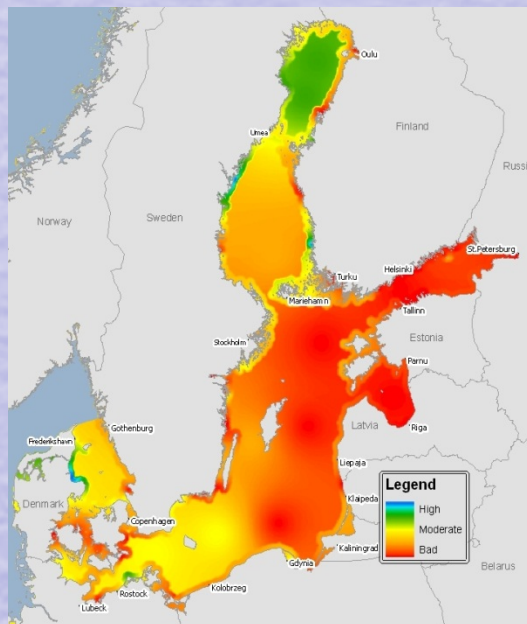 Oulu
Umea
Finland
Russ
Norway
Sweden
St.Petersburg
Turku
Helsinki
Mariehamn
Tallinn
Stockholm
Estonia
Parnu
Gothenburg
Latvia
Riga
Frederikshavn
Liepaja
Denmark
Klaipeda
Copenhagen
Kaliningrad
Gdynia
Belarus
Rostock
Kolobrzeg
Lubeck
Legend
High
Moderate
Bad